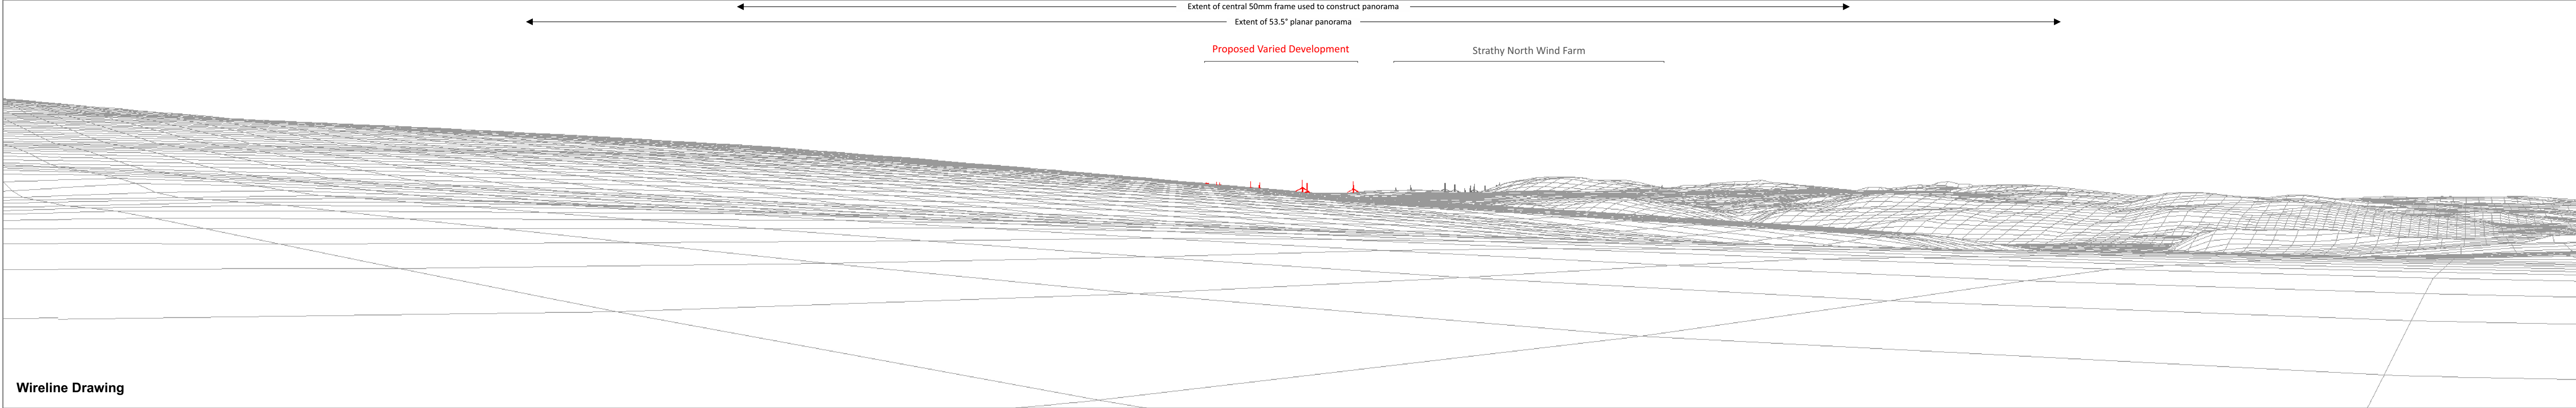 Extent of central 50mm frame used to construct panorama
Extent of 53.5° planar panorama
Proposed Varied Development
Strathy North Wind Farm
Wireline Drawing